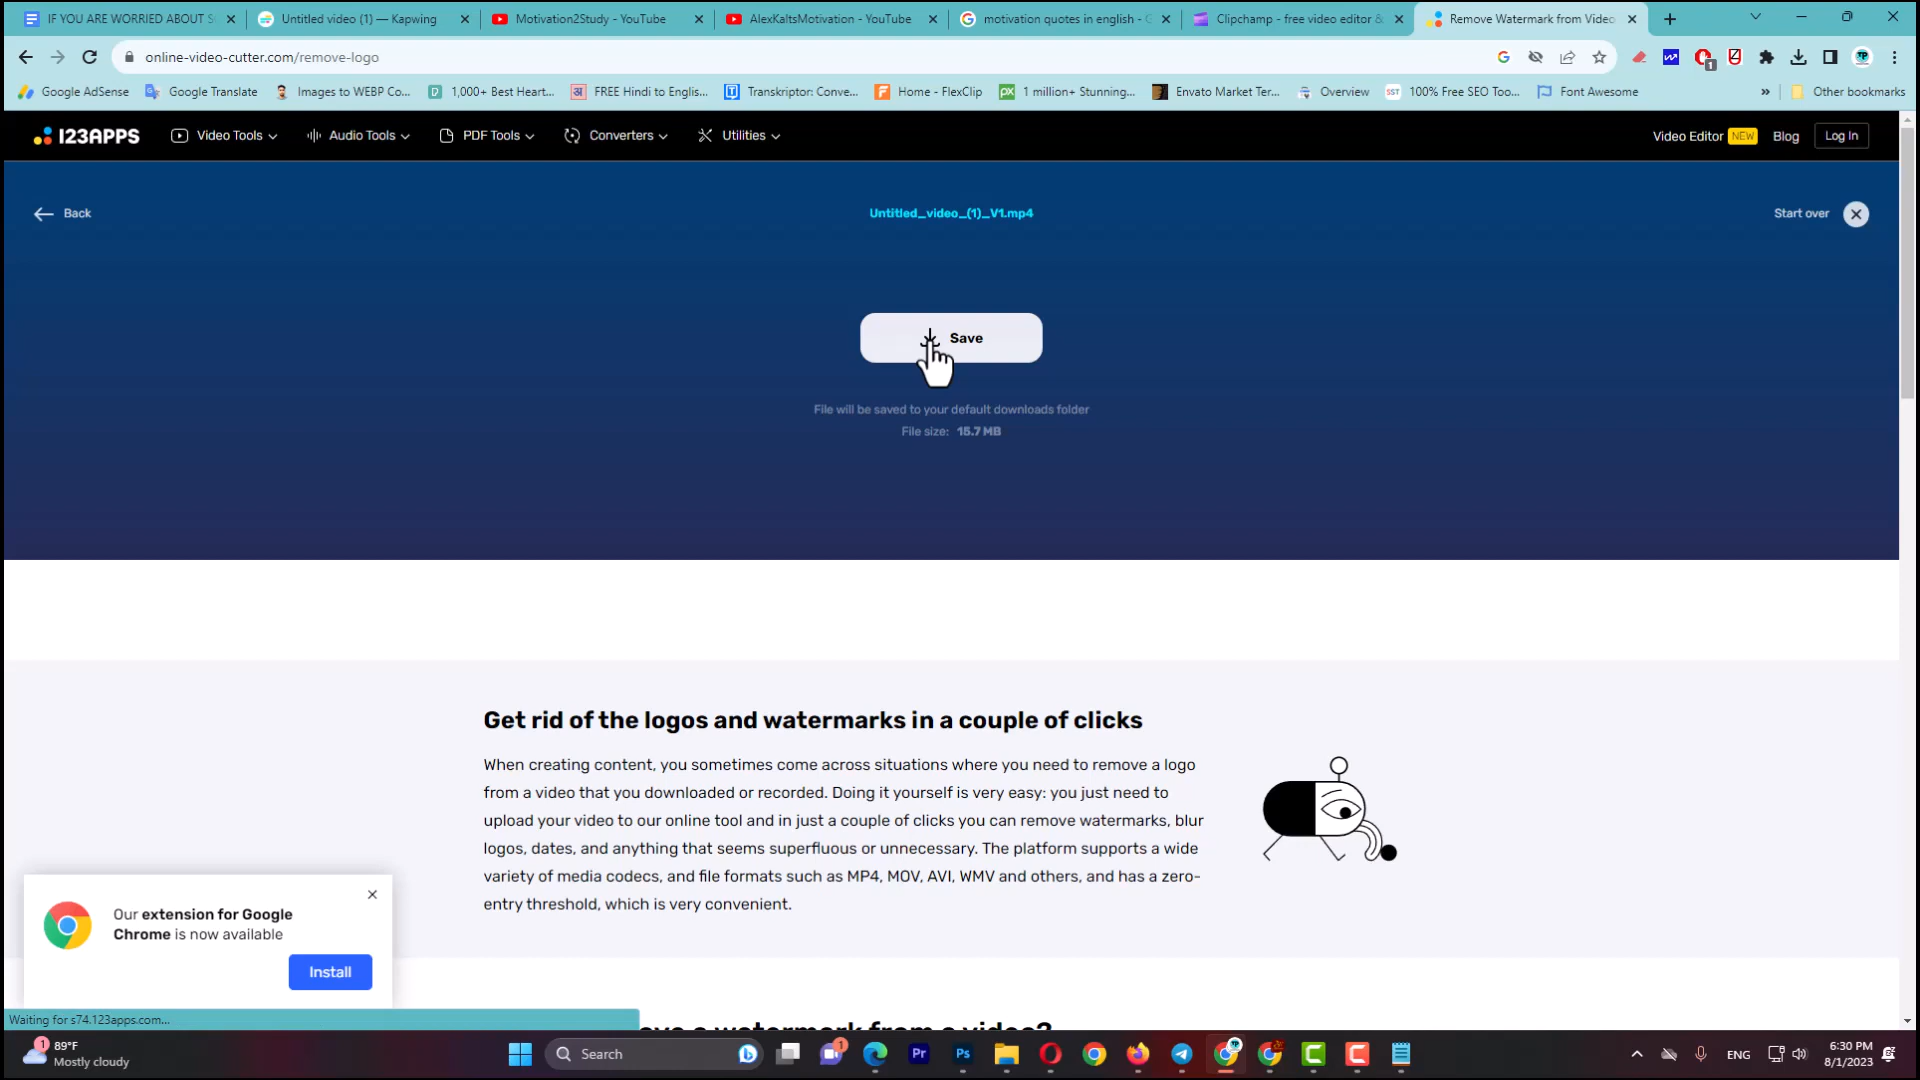 IF YOU ARE WORRIED ABOUT S
Untitled video (1) — Kapwing
Motivation2Study - YouTube
AlexKaltsMotivation - YouTube
motivation quotes in english - G
Clipchamp - free video editor &
Remove Watermark from Video
online-video-cutter.com/remove-logo
1
Google AdSense
Google Translate
Images to WEBP Co...
1,000+ Best Heart...
FREE Hindi to Englis...
Transkriptor: Conve...
Home - FlexClip
1 million+ Stunning...
Envato Market Ter...
Overview
100% Free SEO Too...
Font Awesome
»
Other bookmarks
123APPS
Video Tools
Audio Tools
PDF Tools
Converters
Utilities
Video Editor NEW
Blog
Log In
Back
Untitled_video_(1)_V1.mp4
Start over
Save
File will be saved to your default downloads folder
File size: 15.7 MB
Get rid of the logos and watermarks in a couple of clicks
When creating content, you sometimes come across situations where you need to remove a logo
from a video that you downloaded or recorded. Doing it yourself is very easy: you just need to
upload your video to our online tool and in just a couple of clicks you can remove watermarks, blur
logos, dates, and anything that seems superfluous or unnecessary. The platform supports a wide
variety of media codecs, and file formats such as MP4, MOV, AVI, WMV and others, and has a zero-
entry threshold, which is very convenient.
Our extension for Google
Chrome is now available
Install
Waiting for s74.123apps.com...
ove a watermark from a video?
1
89°F
Mostly cloudy
Search
1
Pr
Ps
ENG
6:30 PM
8/1/2023